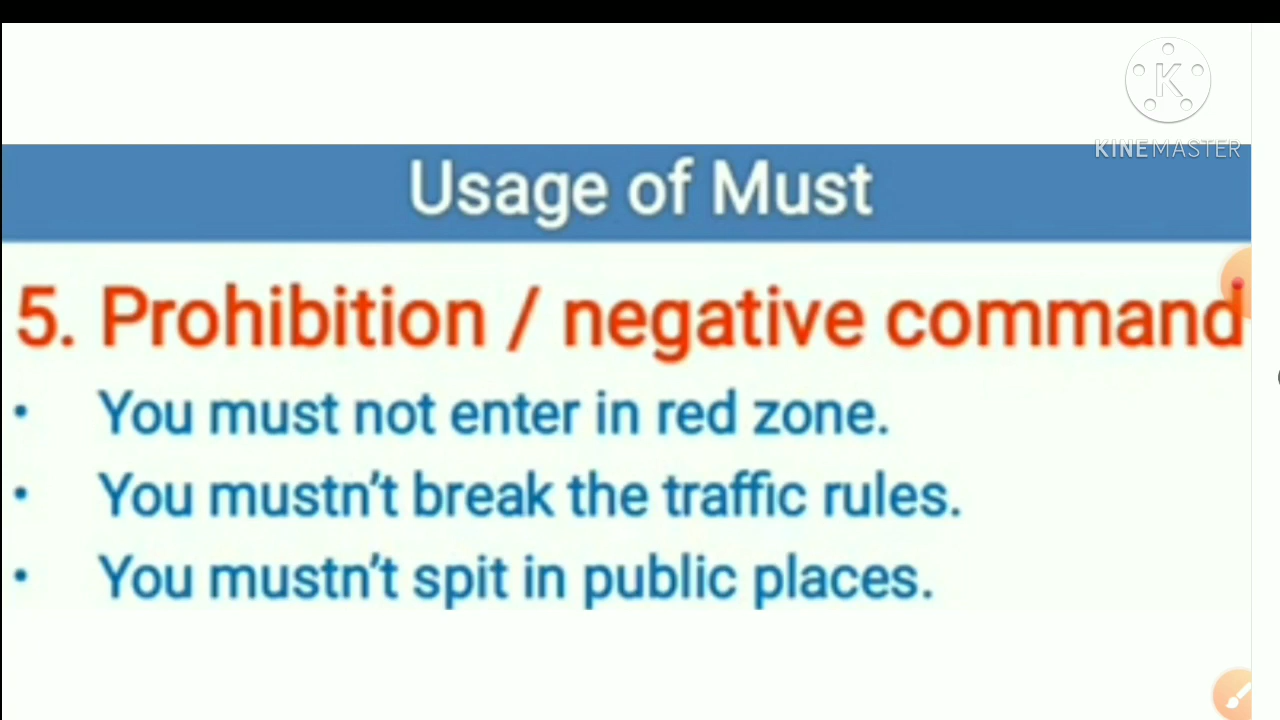 K
KINEMASTER
Usage of Must
5. Prohibition / negative command
• You must not enter in red zone.
• You mustn't break the traffic rules.
• You mustn't spit in public places.